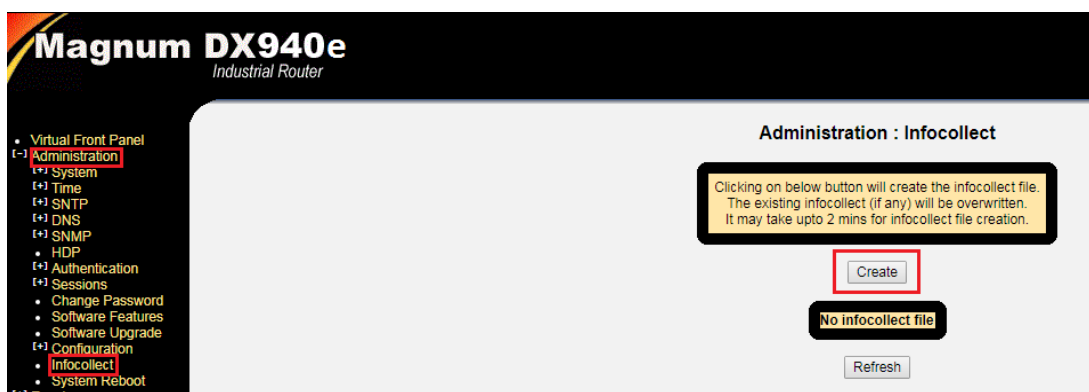 Magnum DX940e
Industrial Router
Virtual Front Panel
[-] Administration
[+] System
[+] Time
[+] SNTP
[+] DNS
[+] SNMP
HDP
[+] Authentication
[+] Sessions
Change Password
Software Features
Software Upgrade
[+] Configuration
Infocollect
System Reboot
Administration : Infocollect
Clicking on below button will create the infocollect file.
The existing infocollect (if any) will be overwritten.
It may take upto 2 mins for infocollect file creation.
Create
No infocollect file
Refresh